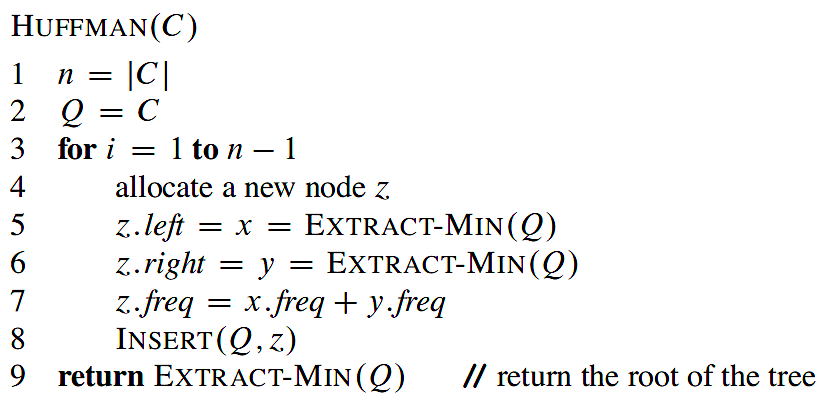 HUFFMAN(C)
1 n = |C|
2 Q = C
3 for i = 1 to n − 1
4 allocate a new node z
5 z.left = x = EXTRACT-MIN(Q)
6 z.right = y = EXTRACT-MIN(Q)
7 z.freq = x.freq + y.freq
8 INSERT(Q, z)
9 return EXTRACT-MIN(Q) // return the root of the tree